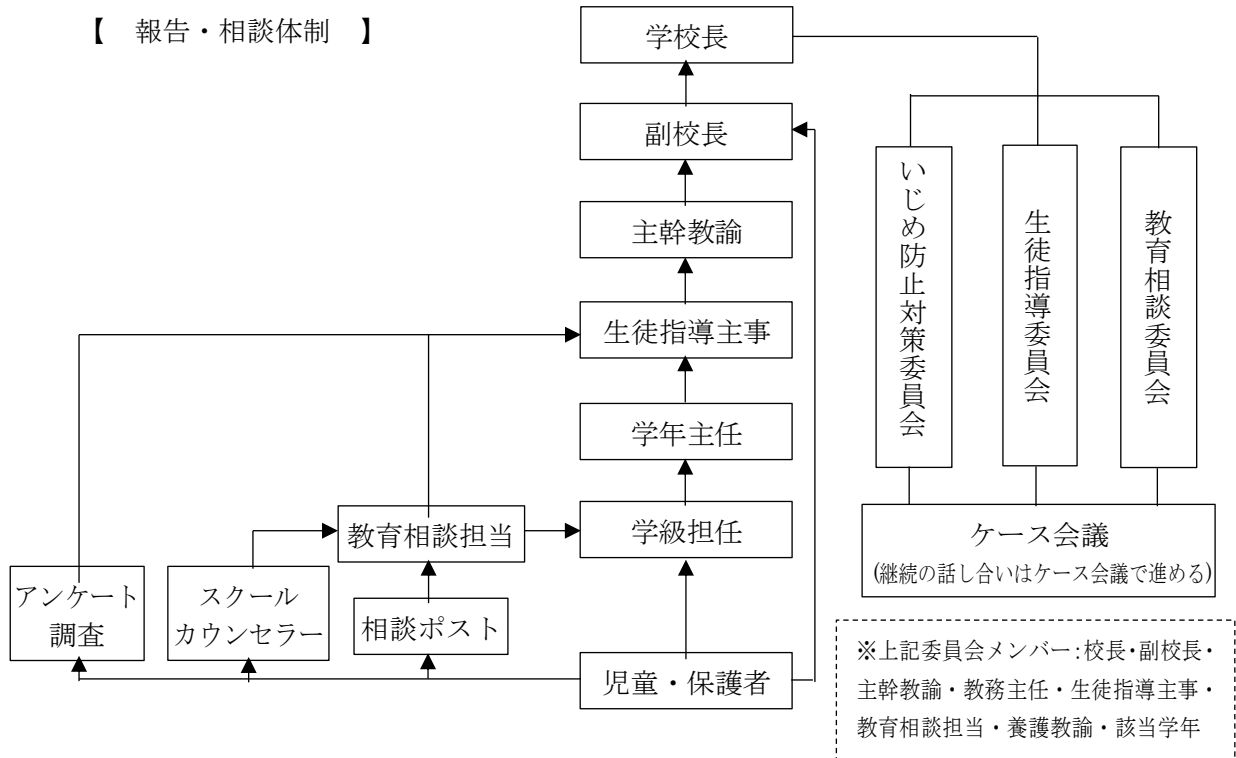 【　報告・相談体制　】
学校長
副校長
主幹教諭
生徒指導主事
学年主任
教育相談担当
学級担任
アンケート
調査
スクール
カウンセラー
相談ポスト
児童・保護者
いじめ防止対策委員会
生徒指導委員会
教育相談委員会
ケース会議
(継続の話し合いはケース会議で進める)
※上記委員会メンバー:校長・副校長・
主幹教諭・教務主任・生徒指導主事・
教育相談担当・養護教諭・該当学年